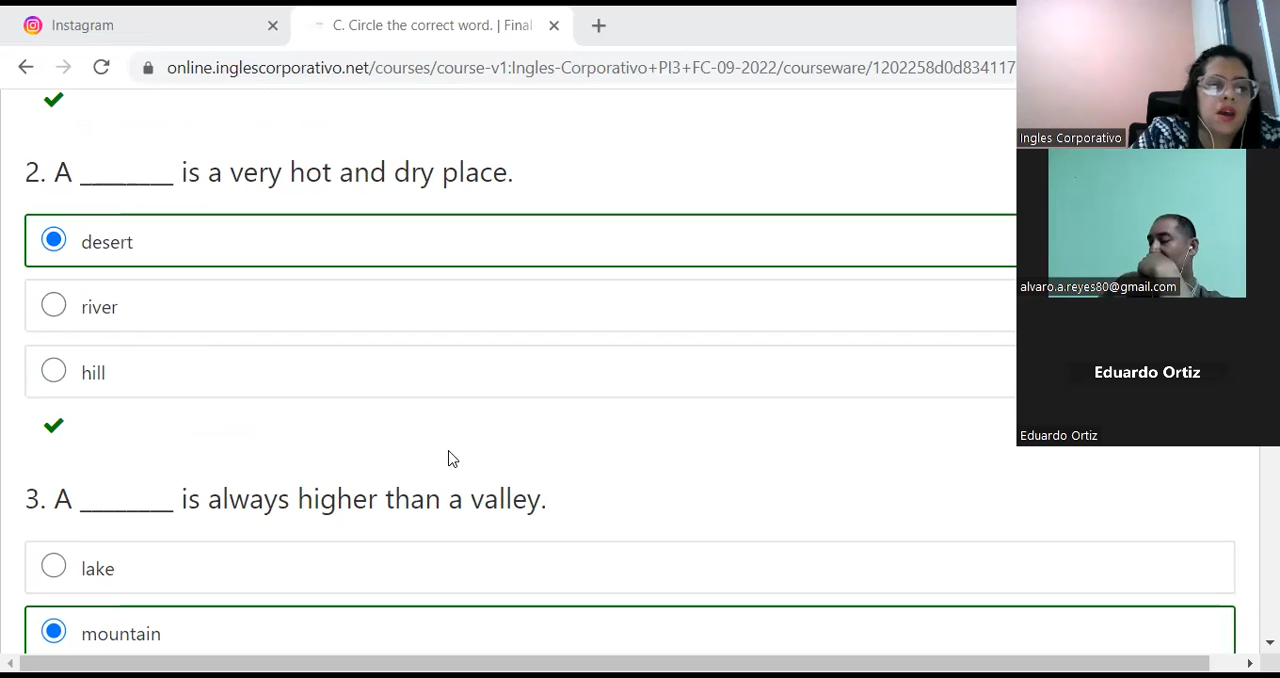 Instagram
C. Circle the correct word. | Final
online.inglescorporativo.net/courses/course-v1:Ingles-Corporativo+PI3+FC-09-2022/courseware/1202258d0d834117
2. A ________ is a very hot and dry place.
desert
river
hill
3. A ________ is always higher than a valley.
lake
mountain
Ingles Corporativo
alvaro.a.reyes80@gmail.com
Eduardo Ortiz
Eduardo Ortiz